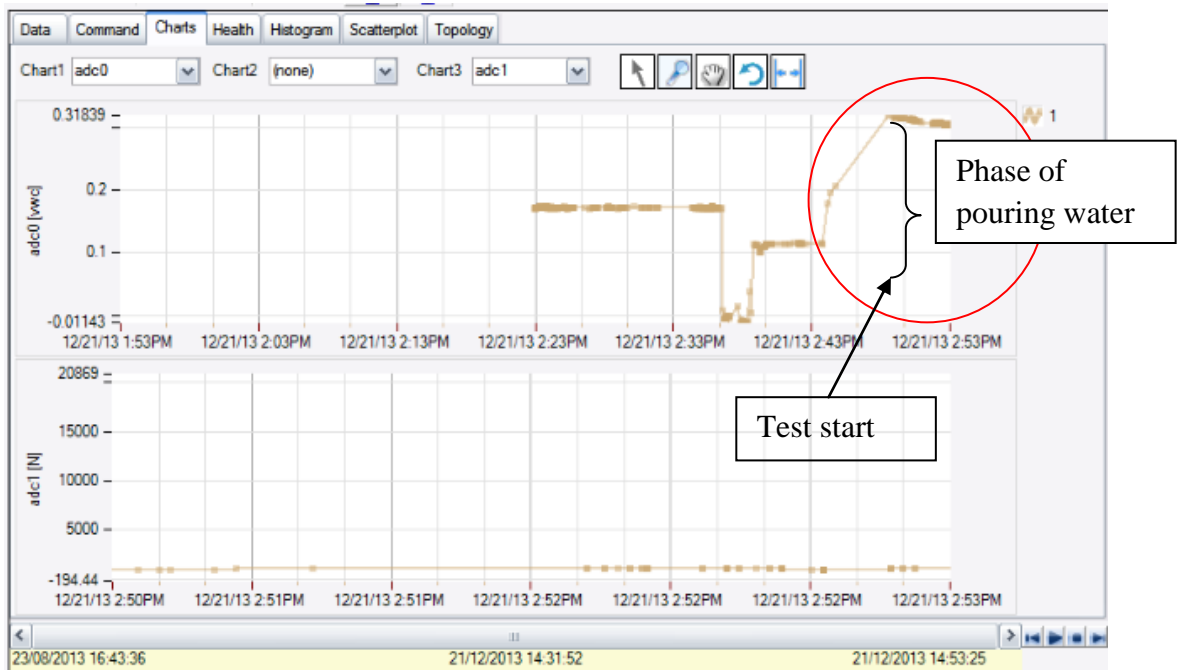 Data Command Charts Health Histogram Scatterplot Topology
Chart1 adc0 Chart2 (none) Chart3 adc1
0.31839
0.2
0.1
-0.01143
adc0 [vwc]
1
Phase of
pouring water
12/21/13 1:53PM 12/21/13 2:03PM 12/21/13 2:13PM 12/21/13 2:23PM 12/21/13 2:33PM 12/21/13 2:43PM 12/21/13 2:53PM
Test start
20869
15000
10000
5000
-194.44
adc1 [N]
12/21/13 2:50PM 12/21/13 2:51PM 12/21/13 2:51PM 12/21/13 2:52PM 12/21/13 2:52PM 12/21/13 2:52PM 12/21/13 2:53PM
23/08/2013 16:43:36 21/12/2013 14:31:52 21/12/2013 14:53:25